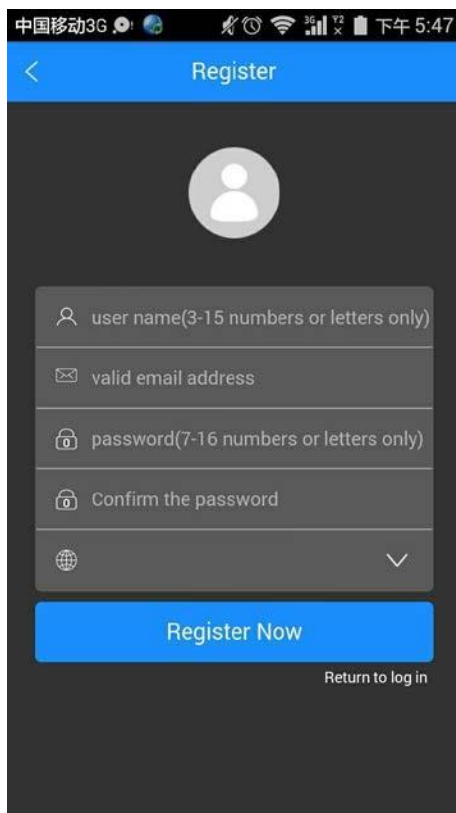 中国移动3G 3G Y2 下午 5:47
Register
user name(3-15 numbers or letters only)
valid email address
password(7-16 numbers or letters only)
Confirm the password
Register Now
Return to log in